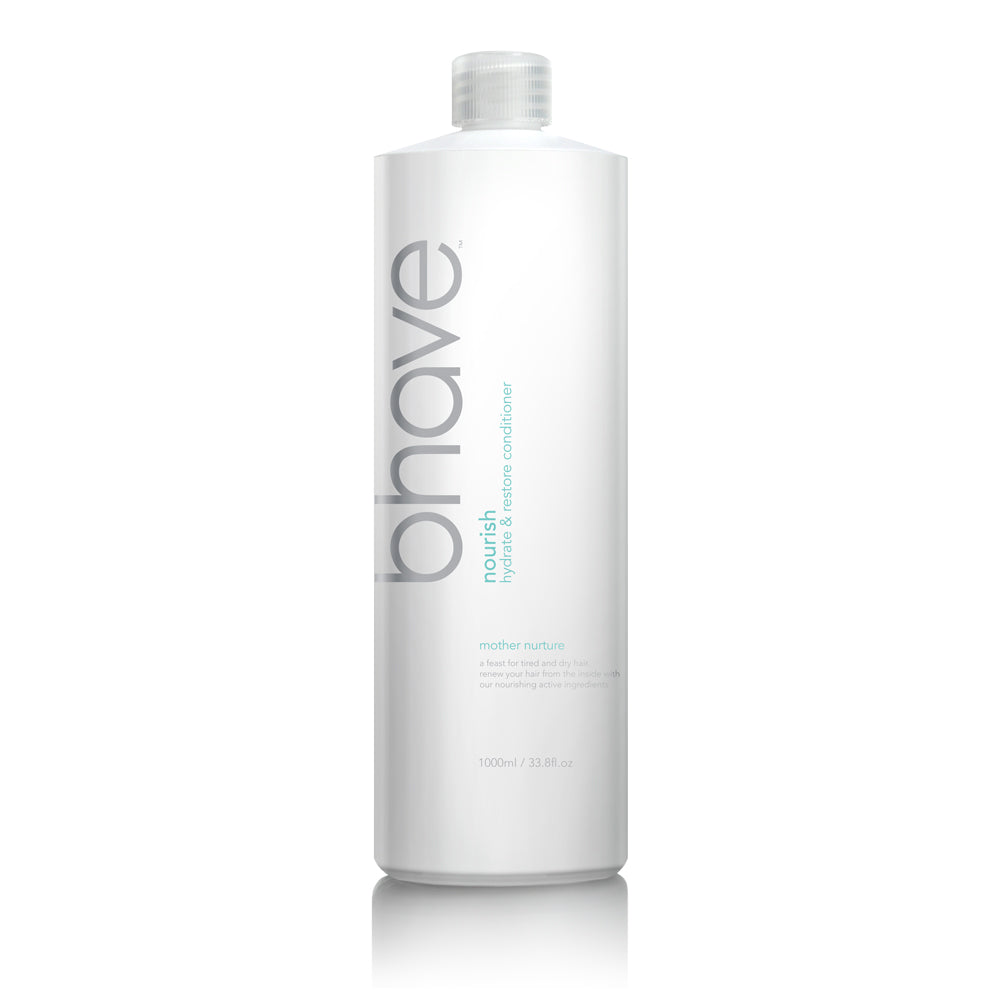 bhave™
nourish
hydrate & restore conditioner
mother nurture
a feast for tired and dry hair
renew your hair from the inside with
our nourishing active ingredients
1000ml / 33.8fl.oz